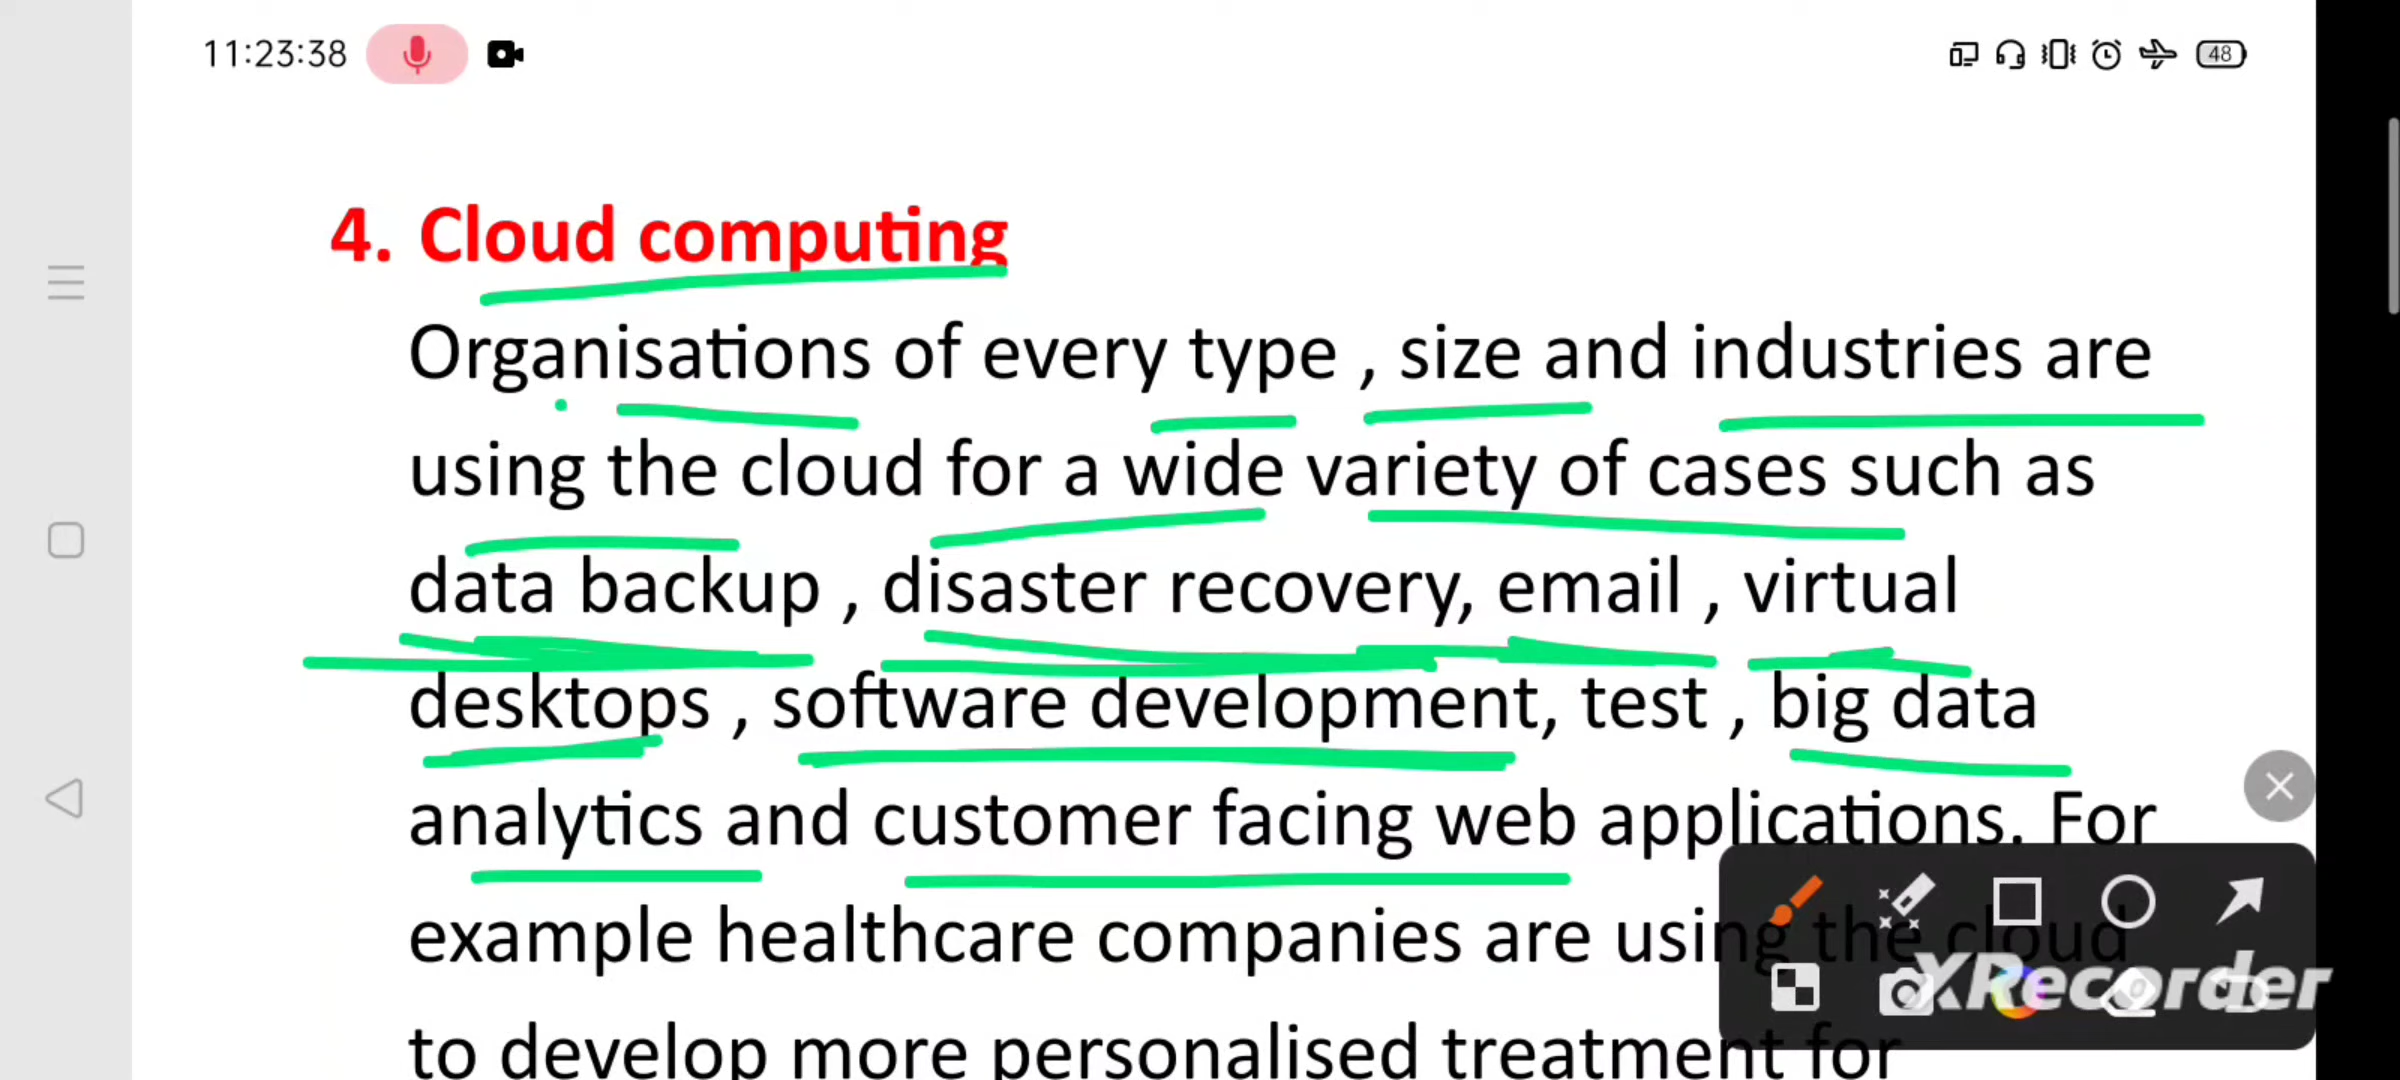 11:23:38
48
4. Cloud computing
Organisations of every type , size and industries are
using the cloud for a wide variety of cases such as
data backup , disaster recovery, email , virtual
desktops , software development, test , big data
analytics and customer facing web applications. For
example healthcare companies are using the cloud
XRecorder
to develop more personalised treatment for